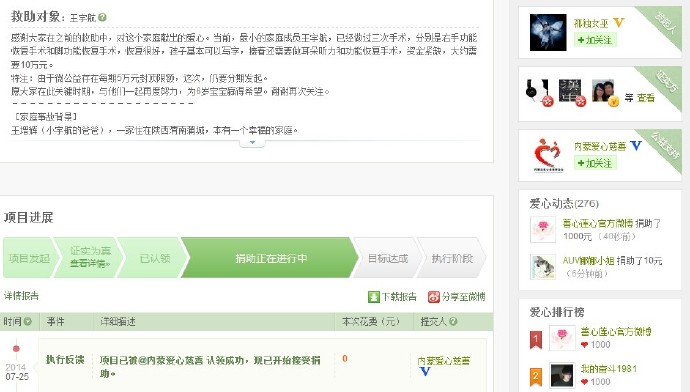 救助对象：王宇航
感谢大家在之前的救助中，对这个家庭献出的爱心。当前，最小的家庭成员王宇航，已经做过三次手术，分别是右手功能
恢复手术和脚功能恢复手术，恢复很好，孩子基本可以写字，接着还需要做耳朵听力和功能恢复手术，资金紧缺，大约需
要10万元。
特注：由于微公益存在每期5万元封顶限额，这次，仍要分期发起。
愿大家在此关键时期，与他们一起再度努力，为6岁宝宝赢得希望。谢谢再次关注。
［家庭事故背景］
（小宇航的爸爸），一家住在陕西渭南蒲城，本有一个幸福的家庭。
项目进展
项目发起
证实为真
查看详情»
已认领
捐助正在进行中
目标达成
执行阶段
详情报告
下载报告
分享至微博
时间 事件 详细描述 本次花费（元） 提交人
2014
07-25
执行反馈
项目已被@内蒙爱心慈善 认领成功，现已开始接受捐
助。
0
内蒙爱心慈善
孤独女巫 V
+加关注
发起人
等 查看
证实方
内蒙爱心慈善 V
+加关注
公益支持
爱心动态(276)
善心莲心官方微博 捐助了
1000元 （40秒前）
AUV娜娜小姐 捐助了10元
（6分钟前）
爱心排行榜
1
善心莲心官方微博
1000
2
我的奋斗1981
1000